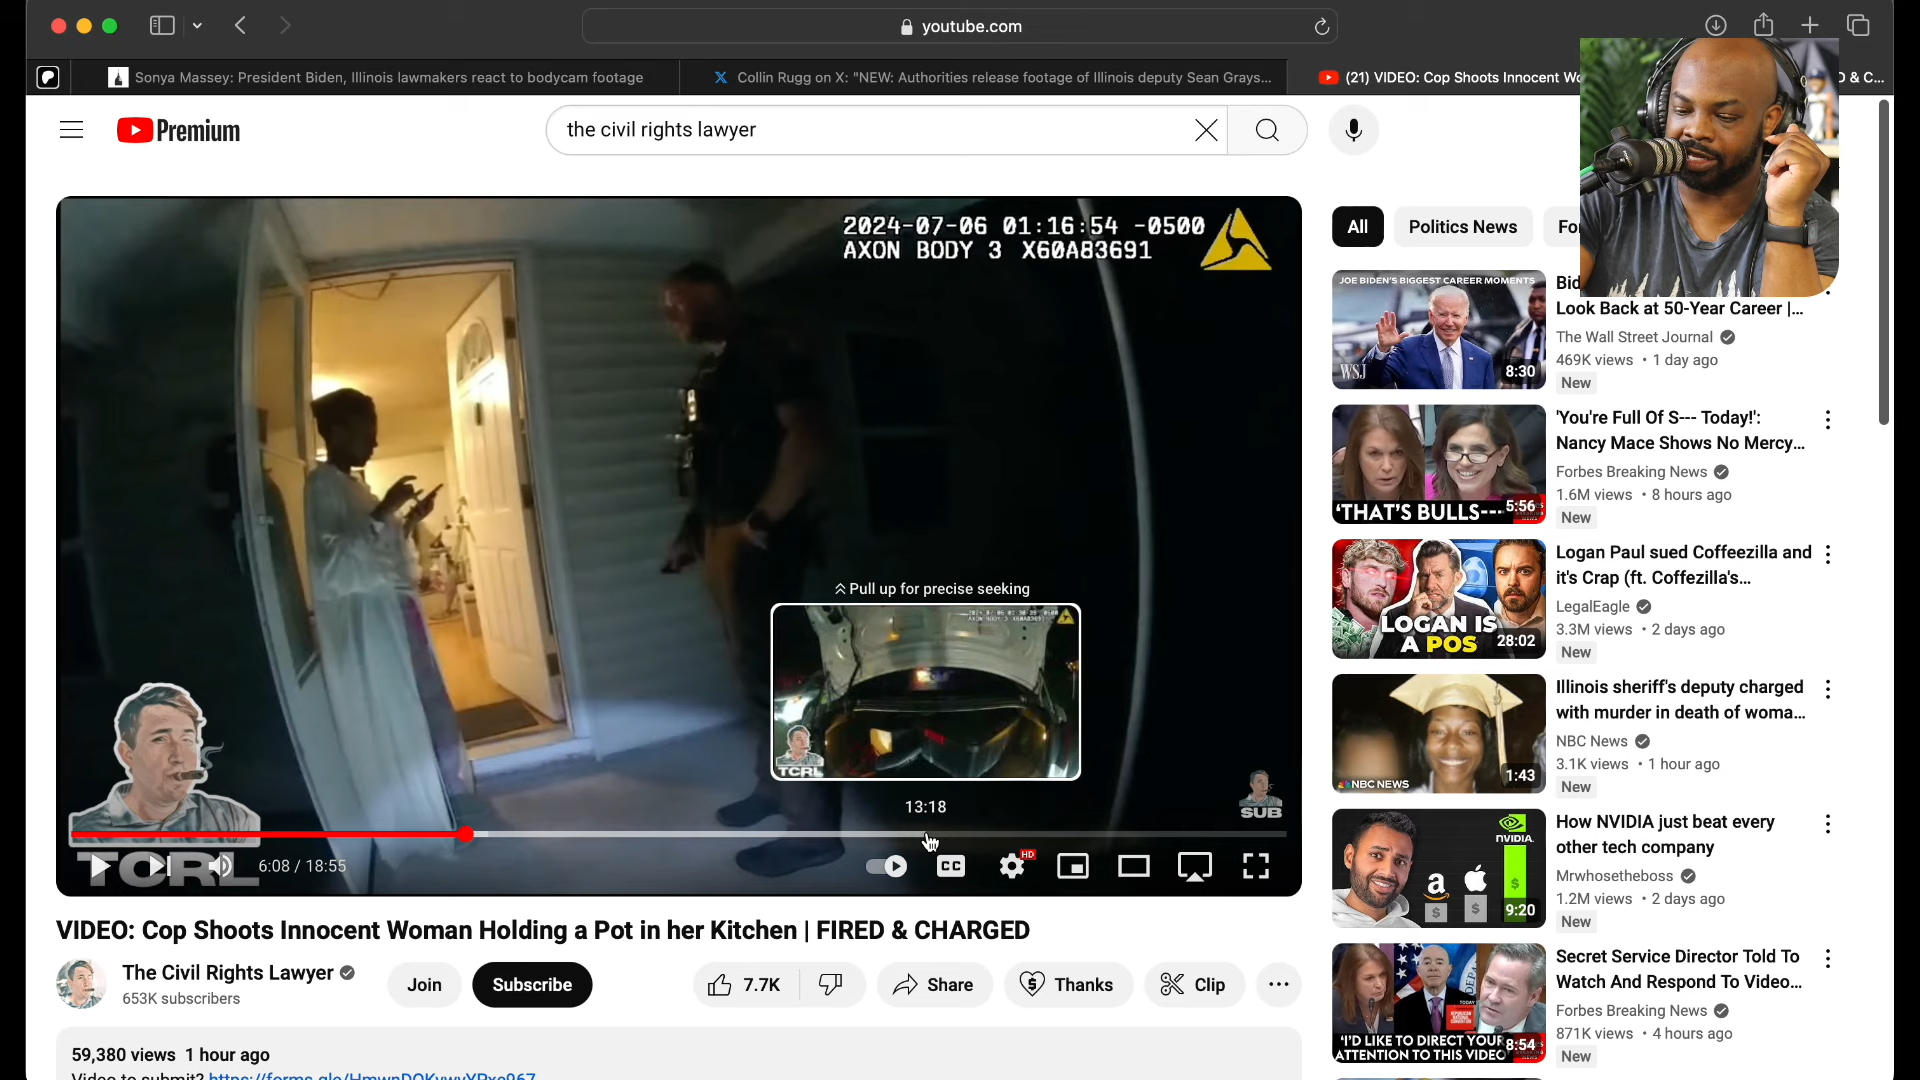 youtube.com
Sonya Massey: President Biden, Illinois lawmakers react to bodycam footage
Collin Rugg on X: "NEW: Authorities release footage of Illinois deputy Sean Grays...
(21) VIDEO: Cop Shoots Innocent Wo
D & C...
Premium
the civil rights lawyer
2024-07-06 01:16:54 -0500
AXON BODY 3 X60A83691
Pull up for precise seeking
TCRL
13:18
SUB
TCRL
6:08 / 18:55
CC
HD
VIDEO: Cop Shoots Innocent Woman Holding a Pot in her Kitchen | FIRED & CHARGED
The Civil Rights Lawyer
653K subscribers
Join
Subscribe
7.7K
Share
Thanks
Clip
59,380 views 1 hour ago
All
Politics News
For
JOE BIDEN'S BIGGEST CAREER MOMENTS
WSJ
8:30
Bid
Look Back at 50-Year Career |...
The Wall Street Journal
469K views • 1 day ago
New
'THAT'S BULLS---
5:56
'You're Full Of S--- Today!':
Nancy Mace Shows No Mercy...
Forbes Breaking News
1.6M views • 8 hours ago
New
LOGAN IS
A POS
28:02
Logan Paul sued Coffeezilla and
it's Crap (ft. Coffezilla's...
LegalEagle
3.3M views • 2 days ago
New
NBC NEWS
1:43
Illinois sheriff's deputy charged
with murder in death of woma...
NBC News
3.1K views • 1 hour ago
New
NVIDIA.
9:20
How NVIDIA just beat every
other tech company
Mrwhosetheboss
1.2M views • 2 days ago
New
'I'D LIKE TO DIRECT YOUR
ATTENTION TO THIS VIDEO
8:54
Secret Service Director Told To
Watch And Respond To Video...
Forbes Breaking News
871K views • 4 hours ago
New